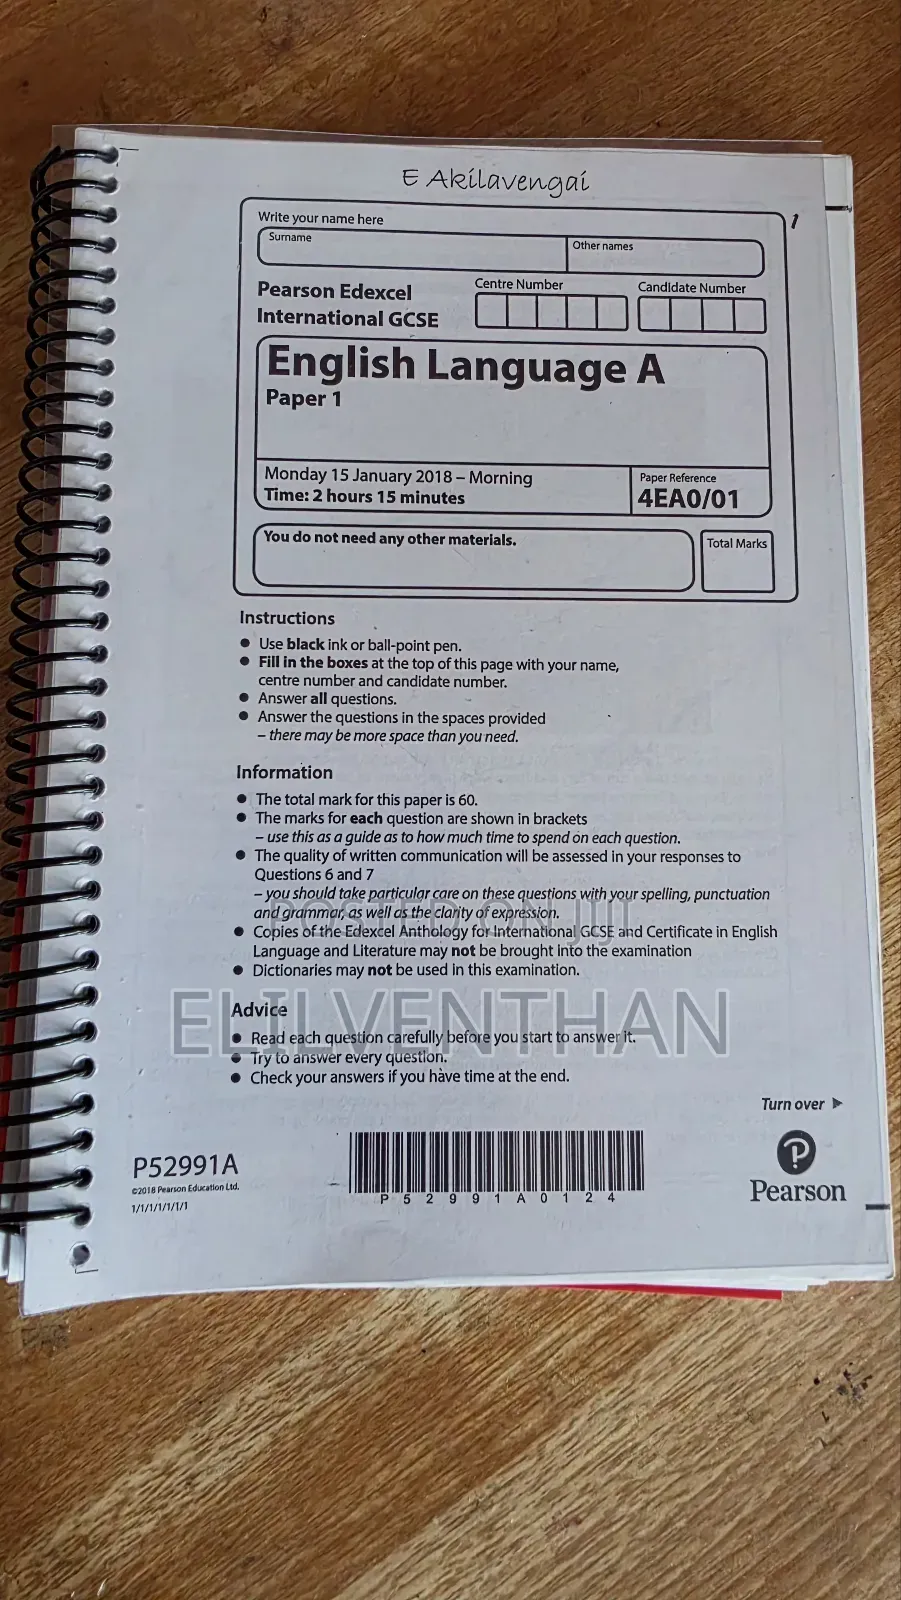 E Akilavengai
1
Write your name here
Surname
Other names
Pearson Edexcel
International GCSE
Centre Number
Candidate Number
English Language A
Paper 1
Monday 15 January 2018 – Morning
Time: 2 hours 15 minutes
Paper Reference
4EA0/01
You do not need any other materials.
Total Marks
Instructions
● Use black ink or ball-point pen.
● Fill in the boxes at the top of this page with your name,
centre number and candidate number.
● Answer all questions.
● Answer the questions in the spaces provided
– there may be more space than you need.
Information
● The total mark for this paper is 60.
● The marks for each question are shown in brackets
– use this as a guide as to how much time to spend on each question.
● The quality of written communication will be assessed in your responses to
Questions 6 and 7
– you should take particular care on these questions with your spelling, punctuation
and grammar, as well as the clarity of expression.
POSTED ON JIJI
● Copies of the Edexcel Anthology for International GCSE and Certificate in English
Language and Literature may not be brought into the examination
● Dictionaries may not be used in this examination.
ELILVENTHAN
Advice
● Read each question carefully before you start to answer it.
● Try to answer every question.
● Check your answers if you have time at the end.
Turn over ▶
P52991A
©2018 Pearson Education Ltd.
1/1/1/1/1/1/1
P 5 2 9 9 1 A 0 1 2 4
Pearson